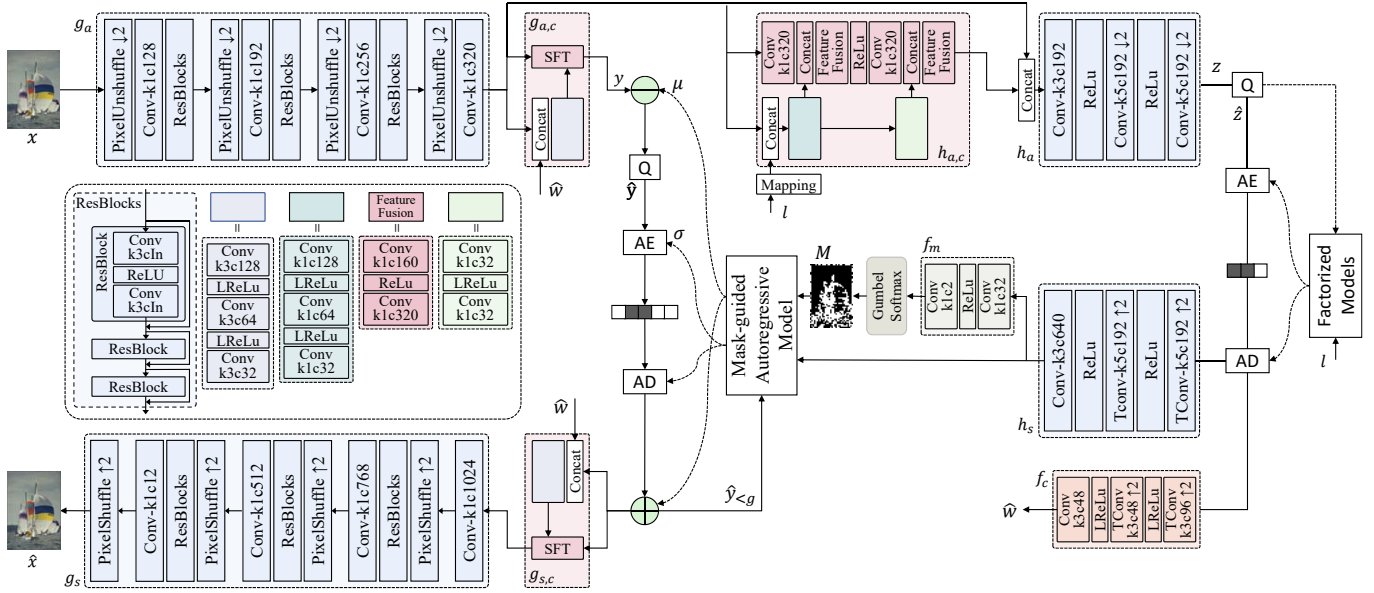 g_a
PixelUnshuffle ↓2
Conv-k1c128
ResBlocks
PixelUnshuffle ↓2
Conv-k1c192
ResBlocks
PixelUnshuffle ↓2
Conv-k1c256
ResBlocks
PixelUnshuffle ↓2
Conv-k1c320
x
g_{a,c}
SFT
Concat
ŵ
y
μ
Q
ŷ
AE
σ
AD
Conv
k1c320
Concat
Feature
Fusion
ReLu
Conv
k1c320
Concat
Feature
Fusion
Concat
h_{a,c}
Mapping
l
Concat
Conv-k3c192
ReLu
Conv-k5c192 ↓2
ReLu
Conv-k5c192 ↓2
h_a
z
Q
ẑ
AE
AD
Factorized
Models
l
ResBlocks
ResBlock
Conv
k3cIn
ReLU
Conv
k3cIn
ResBlock
ResBlock
=
Conv
k3c128
LReLu
Conv
k3c64
LReLu
Conv
k3c32
=
Conv
k1c128
LReLu
Conv
k1c64
LReLu
Conv
k1c32
Feature
Fusion
=
Conv
k1c160
ReLu
Conv
k1c320
=
Conv
k1c32
LReLu
Conv
k1c32
Mask-guided
Autoregressive
Model
M
Gumbel
Softmax
f_m
Conv
k1c2
ReLu
Conv
k1c32
Conv-k3c640
ReLu
Tconv-k5c192 ↑2
ReLu
TConv-k5c192 ↑2
h_s
f_c
Conv
k3c48
LReLu
TConv
k3c48 ↑2
LReLu
TConv
k3c96 ↑2
ŵ
PixelShuffle ↑2
Conv-k1c12
ResBlocks
PixelShuffle ↑2
Conv-k1c512
ResBlocks
PixelShuffle ↑2
Conv-k1c768
ResBlocks
PixelShuffle ↑2
Conv-k1c1024
g_s
x̂
ŵ
Concat
SFT
g_{s,c}
ŷ_{<g}